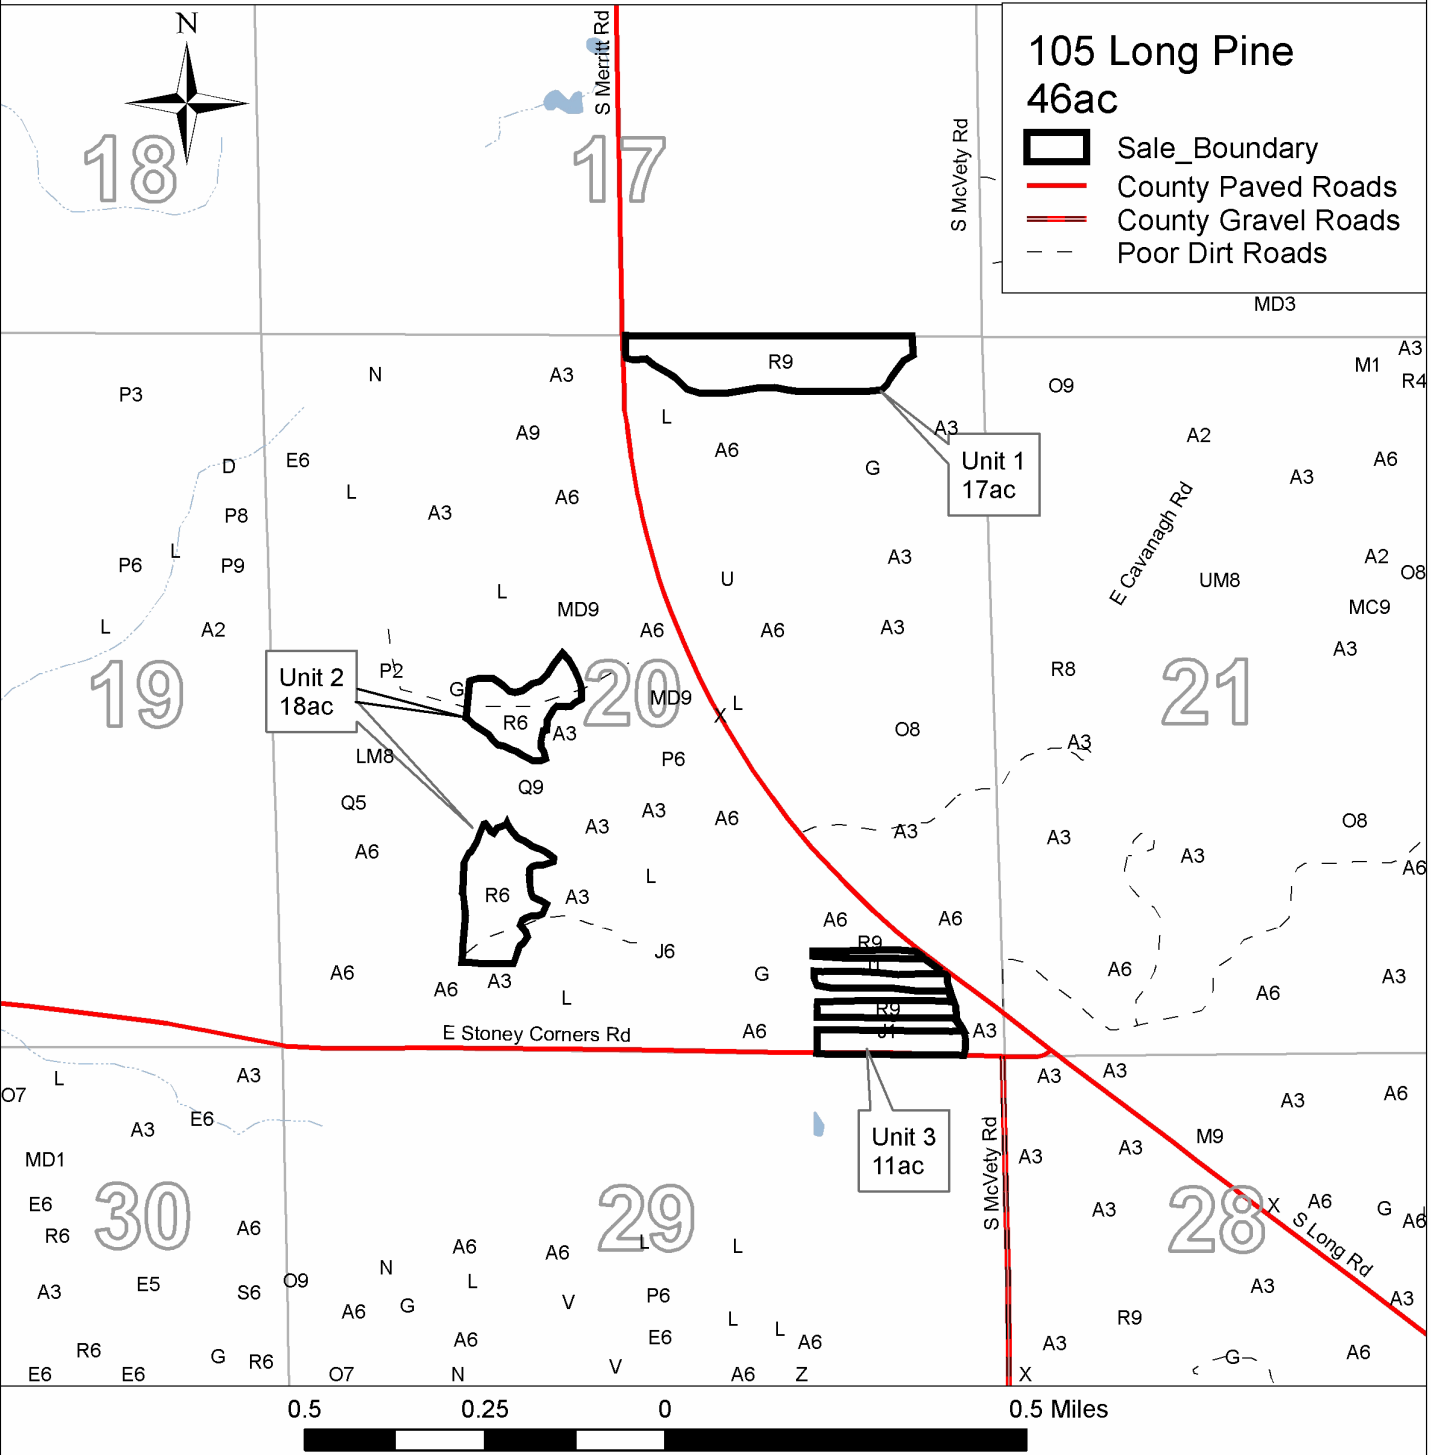 N
S Merritt Rd
105 Long Pine
46ac
Sale_Boundary
County Paved Roads
County Gravel Roads
Poor Dirt Roads
18
17
S McVety Rd
MD3
P3
N
A3
R9
O9
M1
A3
R4
A9
L
A3
A2
A6
G
D
E6
Unit 1
17ac
A6
A3
L
A3
A6
P8
E Cavanagh Rd
P6
L
P9
A3
A2
O8
U
UM8
L
MD9
MC9
L
A2
A6
A6
A3
A3
19
Unit 2
18ac
P2
G
20
R8
21
MD9
L
R6
A3
X
O8
A3
LM8
P6
Q9
Q5
A3
A3
A6
A3
A3
O8
A6
A3
A6
R6
A3
L
A6
A6
R9
J6
J1
A6
A6
A3
L
G
A6
A6
A3
R9
E Stoney Corners Rd
A6
J1
A3
O7
L
A3
A3
A3
A3
A6
A3
E6
Unit 3
11ac
S McVety Rd
A3
A3
M9
MD1
30
29
28
E6
R6
A6
A3
X
A6
G
A6
S Long Rd
A6
A6
L
L
A3
E5
S6
O9
N
L
A6
G
V
P6
A3
A3
R6
G
R6
A6
E6
L
L
A6
A3
R9
G
A6
E6
E6
O7
N
V
A6
Z
X
0.5
0.25
0
0.5 Miles